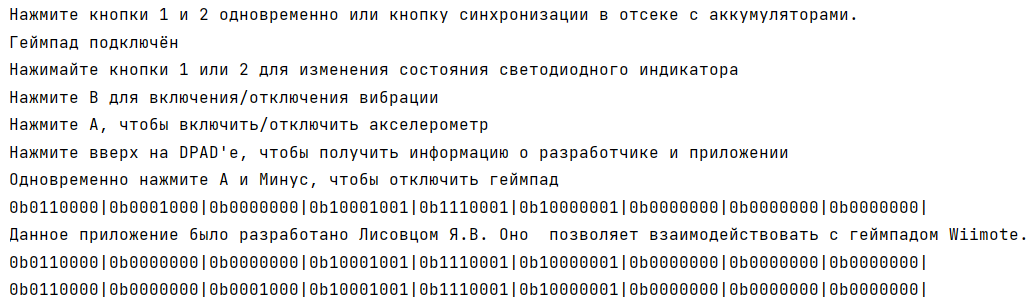 Нажмите кнопки 1 и 2 одновременно или кнопку синхронизации в отсеке с аккумуляторами.
Геймпад подключён
Нажимайте кнопки 1 или 2 для изменения состояния светодиодного индикатора
Нажмите B для включения/отключения вибрации
Нажмите A, чтобы включить/отключить акселерометр
Нажмите вверх на DPAD'е, чтобы получить информацию о разработчике и приложении
Одновременно нажмите A и Минус, чтобы отключить геймпад
0b0110000|0b0001000|0b0000000|0b10001001|0b1110001|0b10000001|0b0000000|0b0000000|0b0000000|
Данное приложение было разработано Лисовцом Я.В. Оно  позволяет взаимодействовать с геймпадом Wiimote.
0b0110000|0b0000000|0b0000000|0b10001001|0b1110001|0b10000001|0b0000000|0b0000000|0b0000000|
0b0110000|0b0000000|0b0001000|0b10001001|0b1110001|0b10000001|0b0000000|0b0000000|0b0000000|